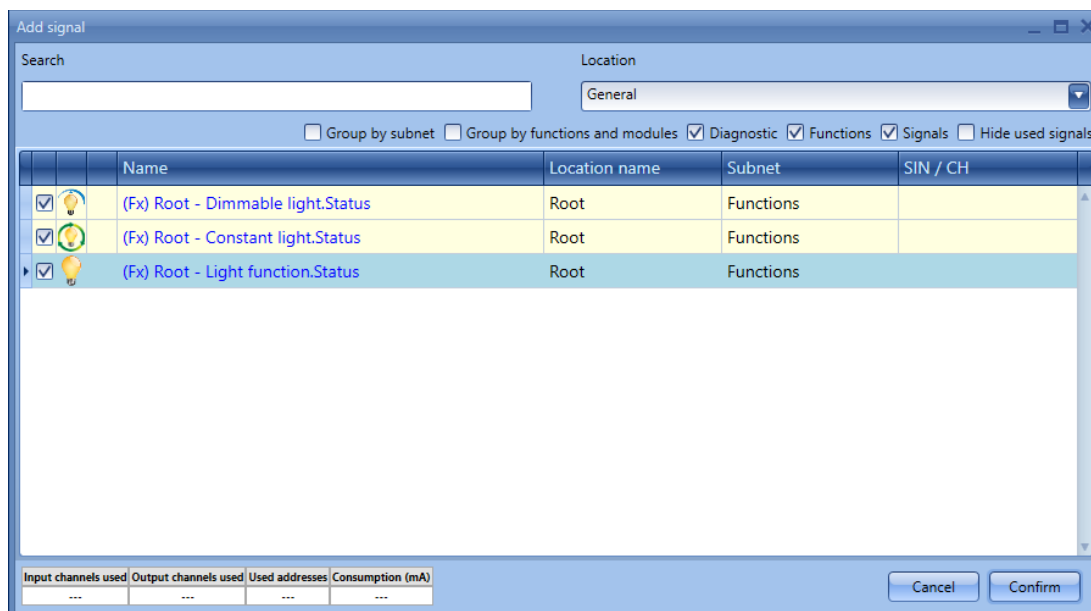 Add signal
Search
Location
General
Group by subnet Group by functions and modules Diagnostic Functions Signals Hide used signals
Name Location name Subnet SIN / CH
(Fx) Root - Dimmable light.Status Root Functions
(Fx) Root - Constant light.Status Root Functions
(Fx) Root - Light function.Status Root Functions
Input channels used Output channels used Used addresses Consumption (mA)
--- --- --- ---
Cancel Confirm